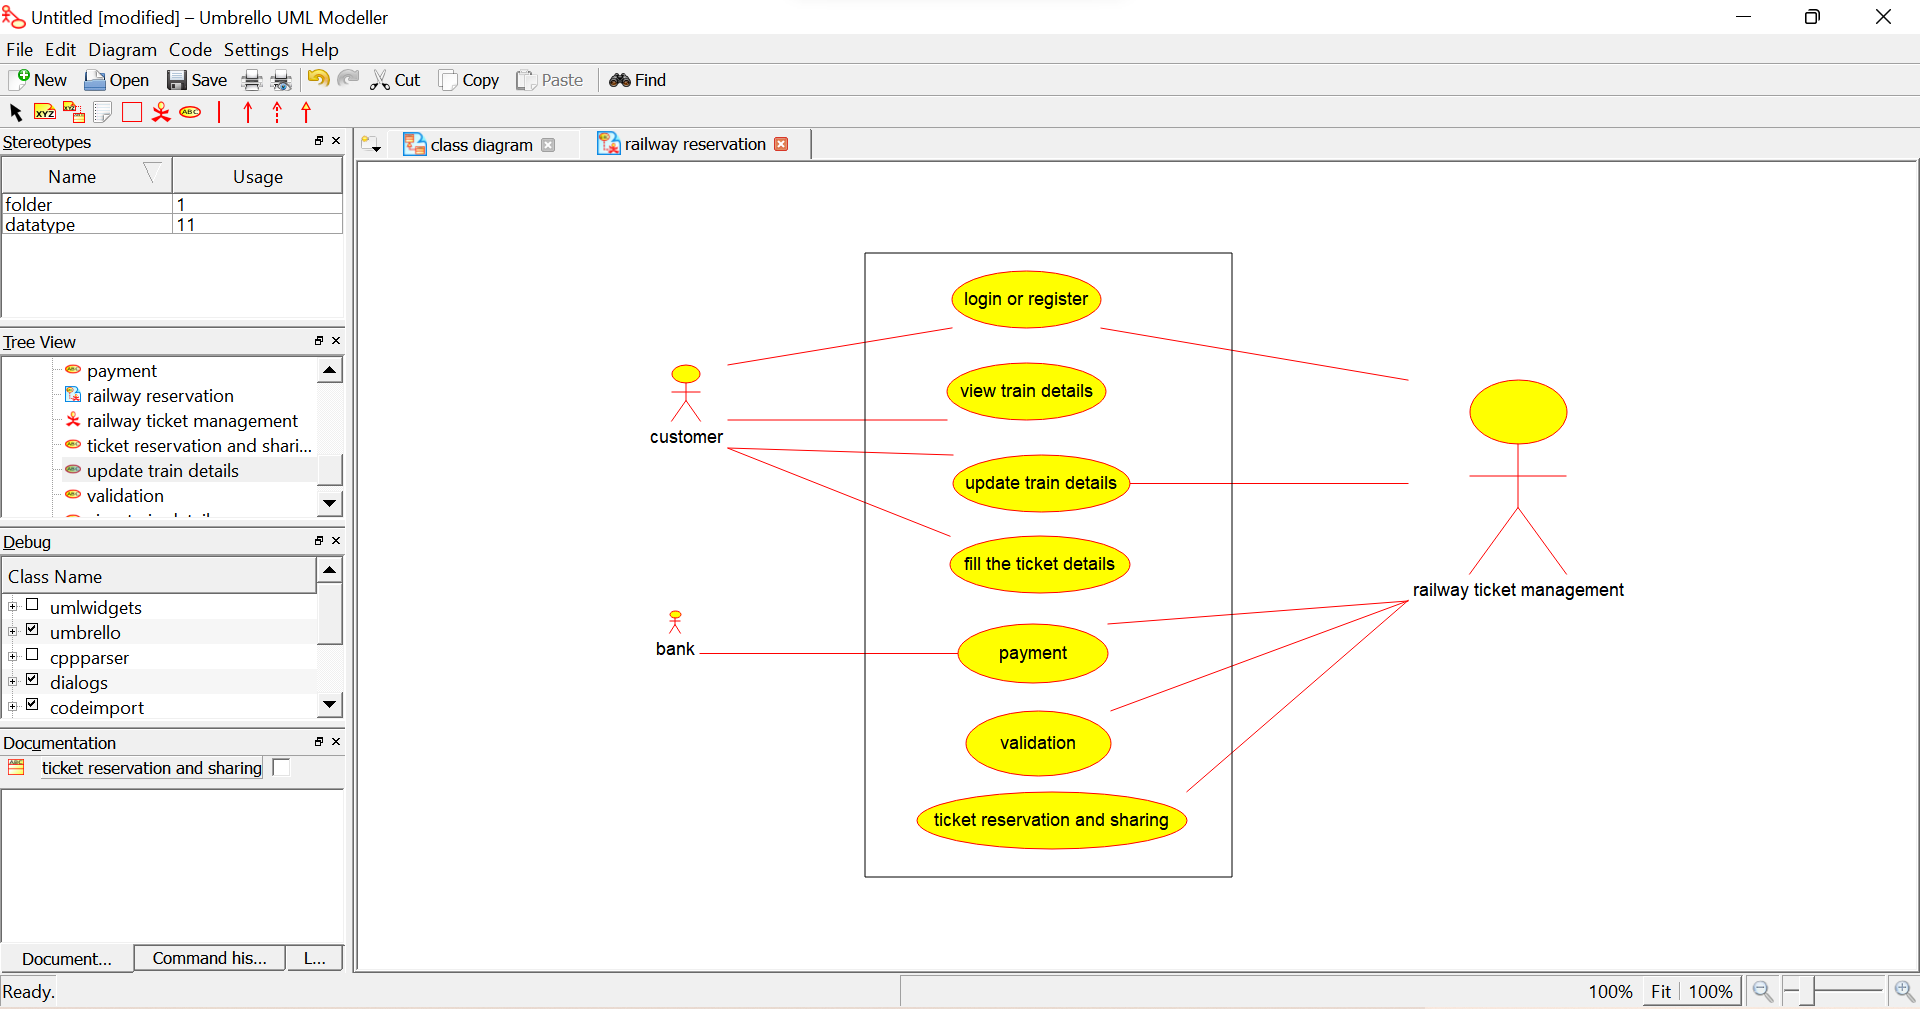 Untitled [modified] – Umbrello UML Modeller
File Edit Diagram Code Settings Help
New Open Save Cut Copy Paste Find
XYZ XYZ ABC
Stereotypes
Name Usage
folder 1
datatype 11
Tree View
payment
railway reservation
railway ticket management
ticket reservation and shari...
update train details
validation
Debug
Class Name
umlwidgets
umbrello
cppparser
dialogs
codeimport
Documentation
ticket reservation and sharing
Document... Command his... L...
class diagram railway reservation
login or register
view train details
customer
update train details
fill the ticket details
railway ticket management
bank
payment
validation
ticket reservation and sharing
Ready. 100% Fit 100%